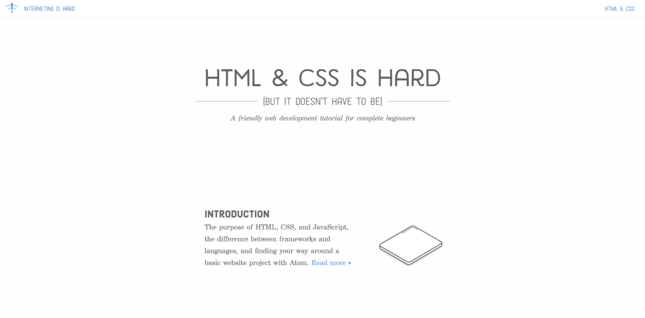 INTERNETING IS HARD
HTML & CSS
HTML & CSS IS HARD
(BUT IT DOESN'T HAVE TO BE)
A friendly web development tutorial for complete beginners
INTRODUCTION
The purpose of HTML, CSS, and JavaScript,
the difference between frameworks and
languages, and finding your way around a
basic website project with Atom. Read more »